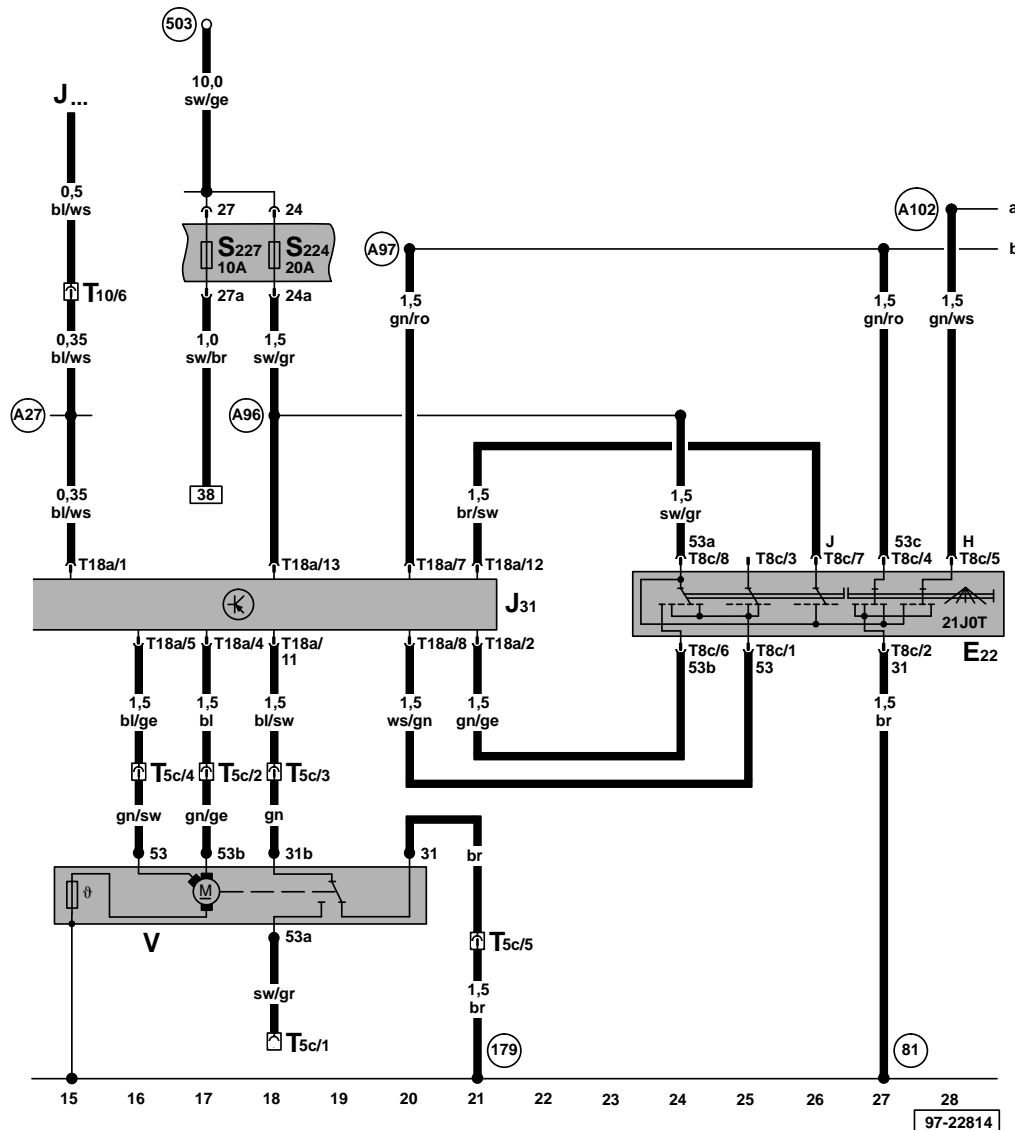 503
10,0
sw/ge
J...
0,5
bl/ws
27
24
A102
a
S227
10A
S224
20A
A97
b
T10/6
27a
24a
1,5
gn/ro
1,5
gn/ro
1,5
gn/ws
0,35
bl/ws
1,0
sw/br
1,5
sw/gr
A27
A96
0,35
bl/ws
38
1,5
br/sw
1,5
sw/gr
53a
J
53c
H
T18a/1
T18a/13
T18a/7
T18a/12
T8c/8
T8c/3
T8c/7
T8c/4
T8c/5
J31
21J0T
T18a/5
T18a/4
T18a/
11
T18a/8
T18a/2
T8c/6
53b
T8c/1
53
T8c/2
31
E22
1,5
bl/ge
1,5
bl
1,5
bl/sw
1,5
ws/gn
1,5
gn/ge
1,5
br
T5c/4
T5c/2
T5c/3
gn/sw
gn/ge
gn
53
53b
31b
31
br
ϑ
M
V
53a
T5c/5
sw/gr
1,5
br
T5c/1
179
81
15 16 17 18 19 20 21 22 23 24 25 26 27 28
97-22814